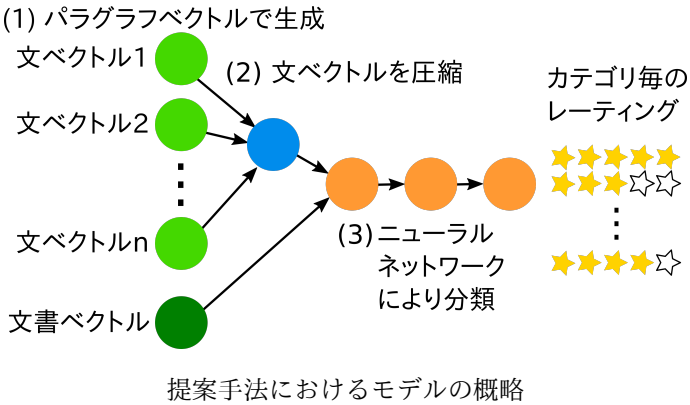 (1) パラグラフベクトルで生成
文ベクトル1
(2) 文ベクトルを圧縮
カテゴリ毎の
レーティング
文ベクトル2
文ベクトルn
(3)ニューラル
ネットワーク
により分類
文書ベクトル
提案手法におけるモデルの概略